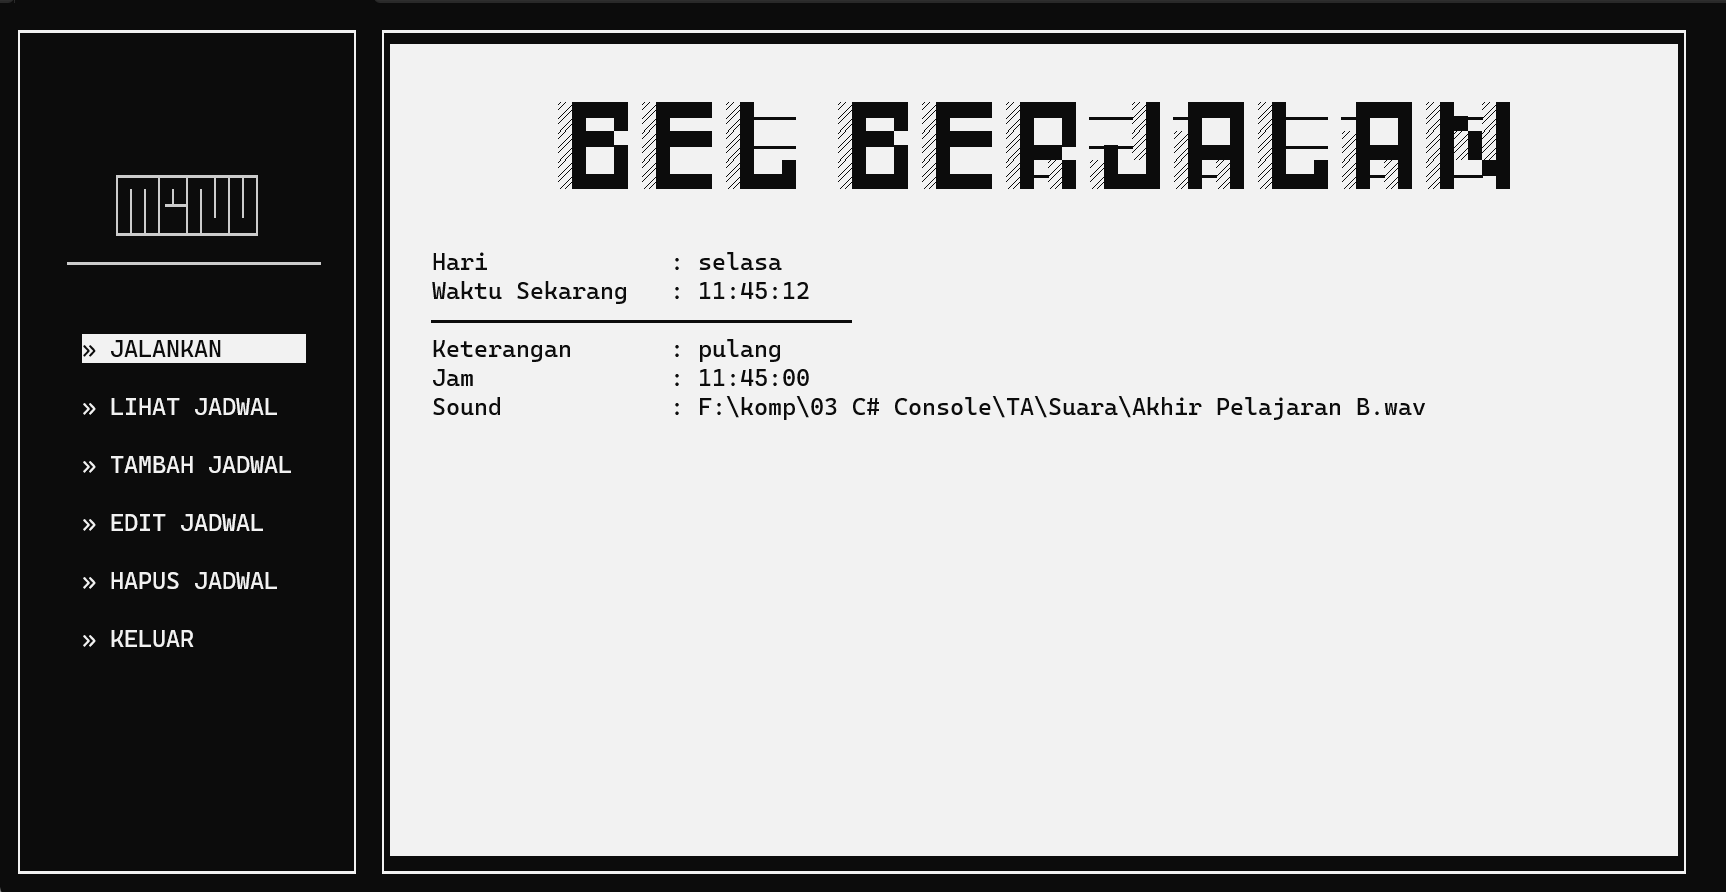 MENU
» JALANKAN
» LIHAT JADWAL
» TAMBAH JADWAL
» EDIT JADWAL
» HAPUS JADWAL
» KELUAR
BEL BERJALAN
Hari : selasa
Waktu Sekarang : 11:45:12
Keterangan : pulang
Jam : 11:45:00
Sound : F:\komp\03 C# Console\TA\Suara\Akhir Pelajaran B.wav